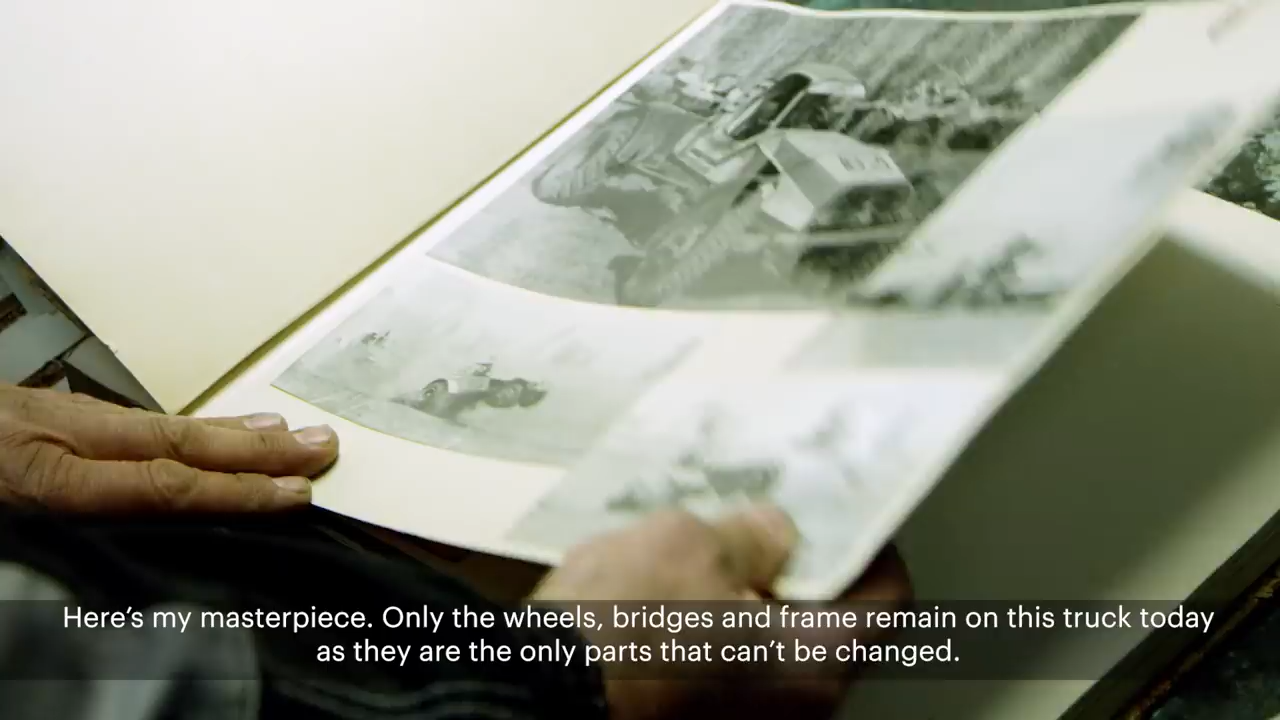 Here’s my masterpiece. Only the wheels, bridges and frame remain on this truck today
as they are the only parts that can’t be changed.